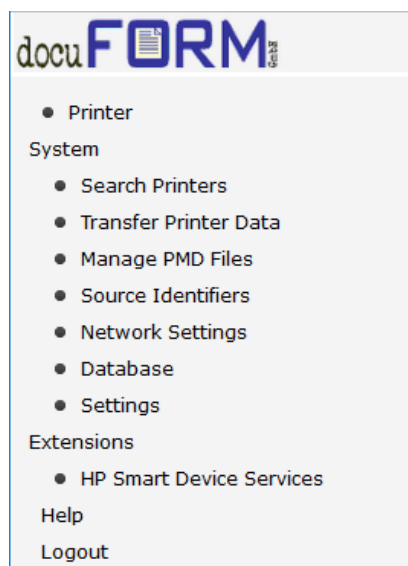 docuFORM GmbH
Printer
System
Search Printers
Transfer Printer Data
Manage PMD Files
Source Identifiers
Network Settings
Database
Settings
Extensions
HP Smart Device Services
Help
Logout